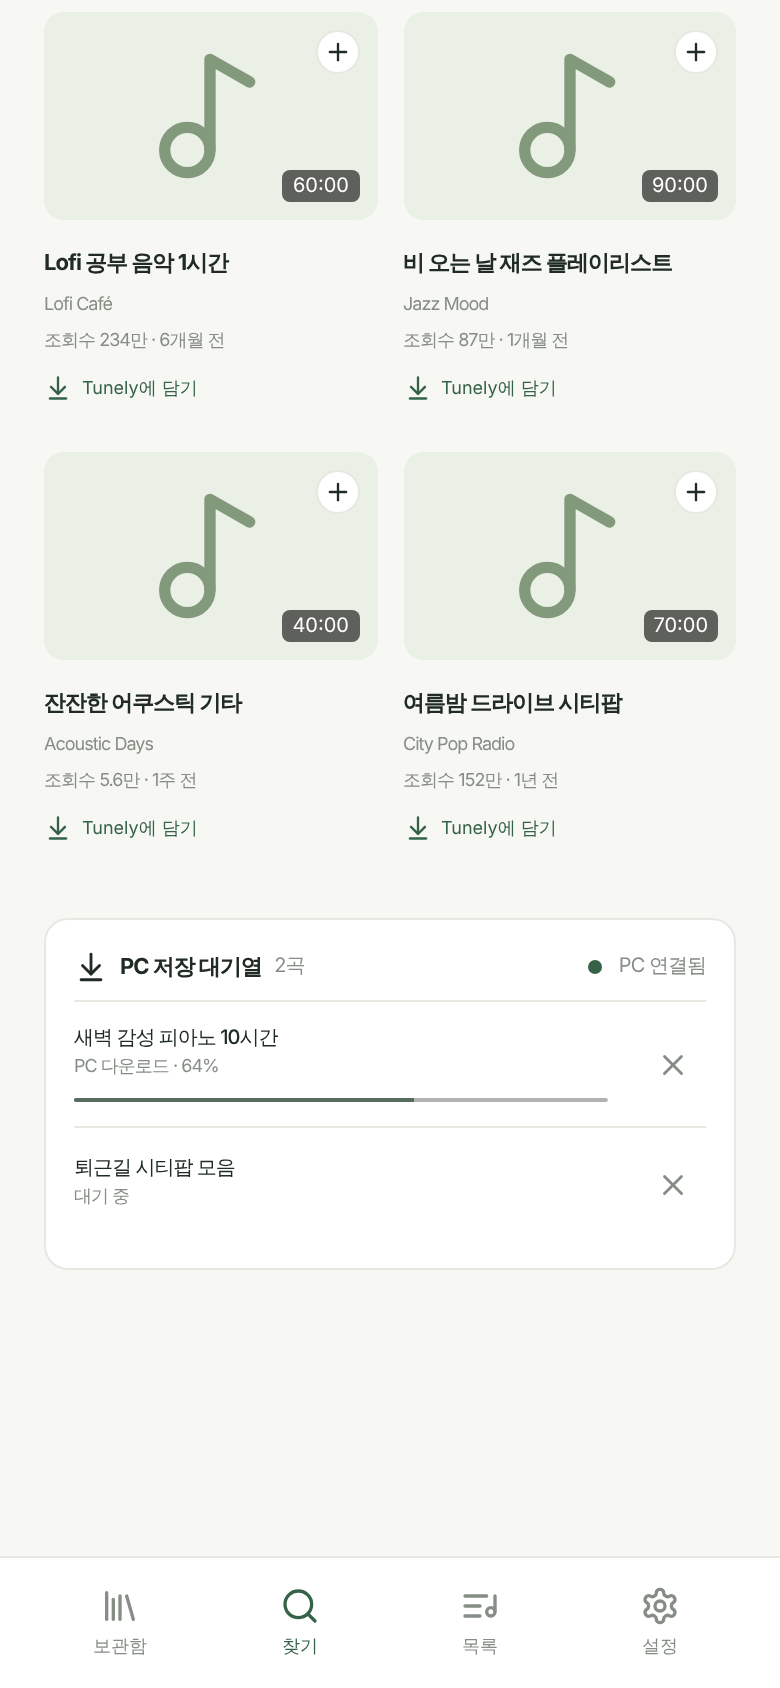 60:00
90:00
Lofi 공부 음악 1시간
비 오는 날 재즈 플레이리스트
Lofi Café
Jazz Mood
조회수 234만 · 6개월 전
조회수 87만 · 1개월 전
Tunely에 담기
Tunely에 담기
40:00
70:00
잔잔한 어쿠스틱 기타
여름밤 드라이브 시티팝
Acoustic Days
City Pop Radio
조회수 5.6만 · 1주 전
조회수 152만 · 1년 전
Tunely에 담기
Tunely에 담기
PC 저장 대기열 2곡
PC 연결됨
새벽 감성 피아노 10시간
PC 다운로드 · 64%
퇴근길 시티팝 모음
대기 중
보관함
찾기
목록
설정